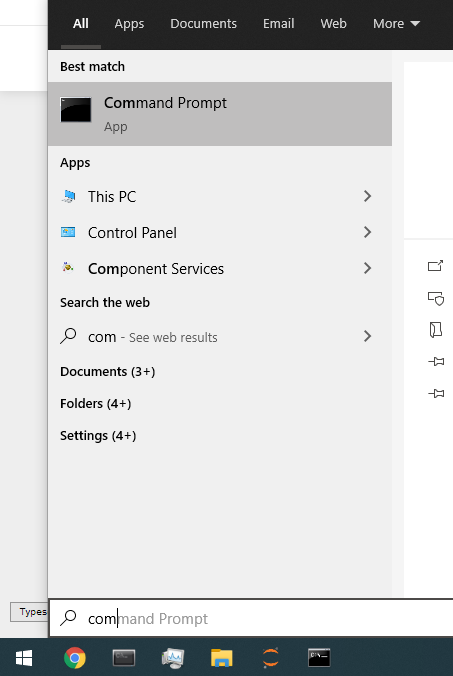 All Apps Documents Email Web More
Best match
Command Prompt
App
Apps
This PC
Control Panel
Component Services
Search the web
com - See web results
Documents (3+)
Folders (4+)
Settings (4+)
Types
command Prompt